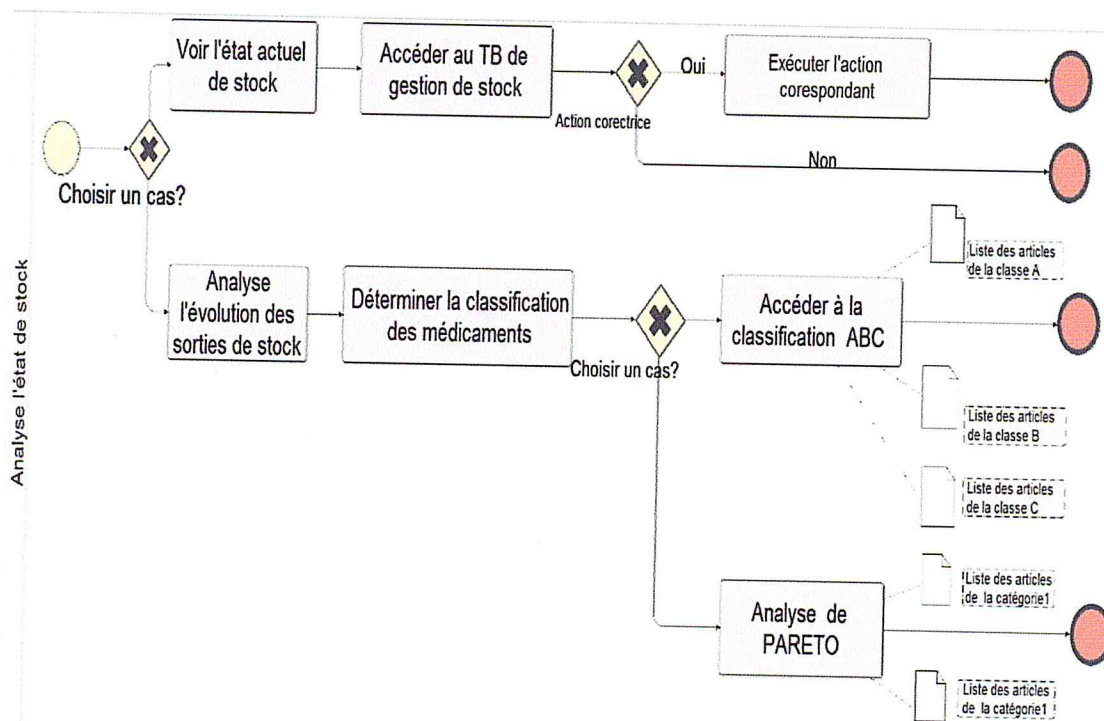 Analyse l'état de stock
Voir l'état actuel
de stock
Accéder au TB de
gestion de stock
Action corectrice
Oui
Exécuter l'action
corespondant
Non
Choisir un cas?
Analyse
l'évolution des
sorties de stock
Déterminer la classification
des médicaments
Choisir un cas?
Accéder à la
classification ABC
Liste des articles
de la classe A
Liste des articles
de la classe B
Liste des articles
de la classe C
Analyse de
PARETO
Liste des articles
de la catégorie1
Liste des articles
de la catégorie1